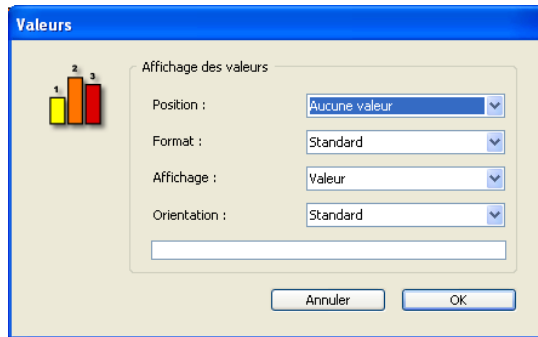 Valeurs
1 2 3
Affichage des valeurs
Position : Aucune valeur
Format : Standard
Affichage : Valeur
Orientation : Standard
Annuler OK